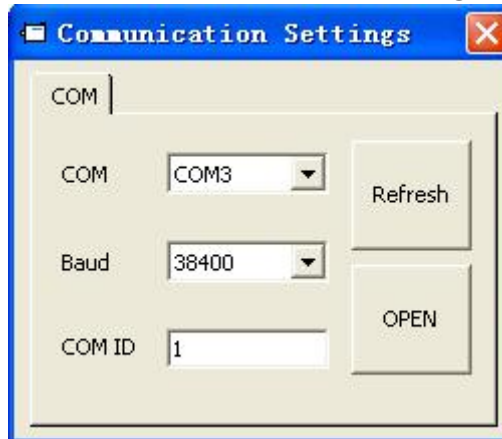 Communication Settings
COM
COM COM3
Refresh
Baud 38400
OPEN
COM ID 1